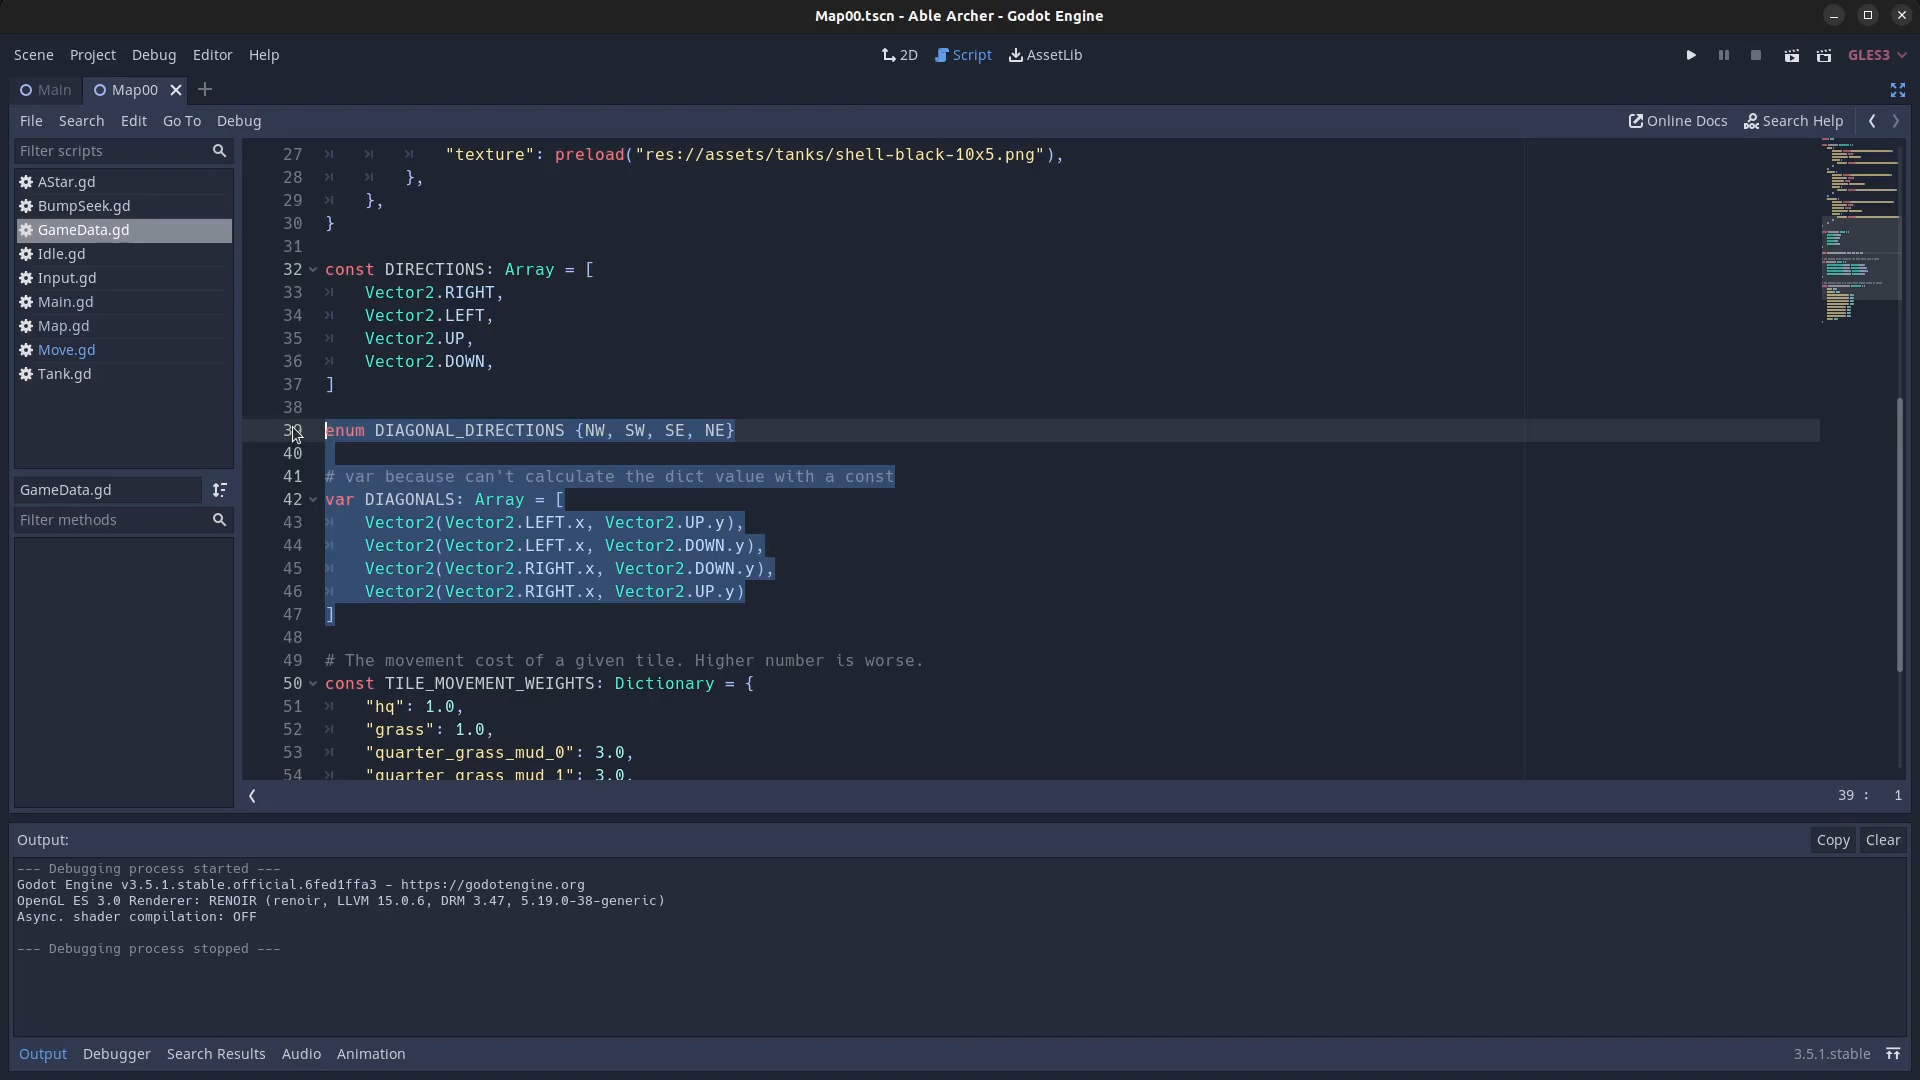 Map00.tscn - Able Archer - Godot Engine
Scene Project Debug Editor Help 2D Script AssetLib GLES3
Main Map00
File Search Edit Go To Debug Online Docs Search Help
Filter scripts
AStar.gd
BumpSeek.gd
GameData.gd
Idle.gd
Input.gd
Main.gd
Map.gd
Move.gd
Tank.gd
GameData.gd
Filter methods
27 "texture": preload("res://assets/tanks/shell-black-10x5.png"),
28 },
29 },
30 }
31
32 const DIRECTIONS: Array = [
33 Vector2.RIGHT,
34 Vector2.LEFT,
35 Vector2.UP,
36 Vector2.DOWN,
37 ]
38
39 enum DIAGONAL_DIRECTIONS {NW, SW, SE, NE}
40
41 # var because can't calculate the dict value with a const
42 var DIAGONALS: Array = [
43 Vector2(Vector2.LEFT.x, Vector2.UP.y),
44 Vector2(Vector2.LEFT.x, Vector2.DOWN.y),
45 Vector2(Vector2.RIGHT.x, Vector2.DOWN.y),
46 Vector2(Vector2.RIGHT.x, Vector2.UP.y)
47 ]
48
49 # The movement cost of a given tile. Higher number is worse.
50 const TILE_MOVEMENT_WEIGHTS: Dictionary = {
51 "hq": 1.0,
52 "grass": 1.0,
53 "quarter_grass_mud_0": 3.0,
54 "quarter_grass_mud_1": 3.0,
39 : 1
Output: Copy Clear
--- Debugging process started ---
Godot Engine v3.5.1.stable.official.6fed1ffa3 - https://godotengine.org
OpenGL ES 3.0 Renderer: RENOIR (renoir, LLVM 15.0.6, DRM 3.47, 5.19.0-38-generic)
Async. shader compilation: OFF
--- Debugging process stopped ---
Output Debugger Search Results Audio Animation 3.5.1.stable